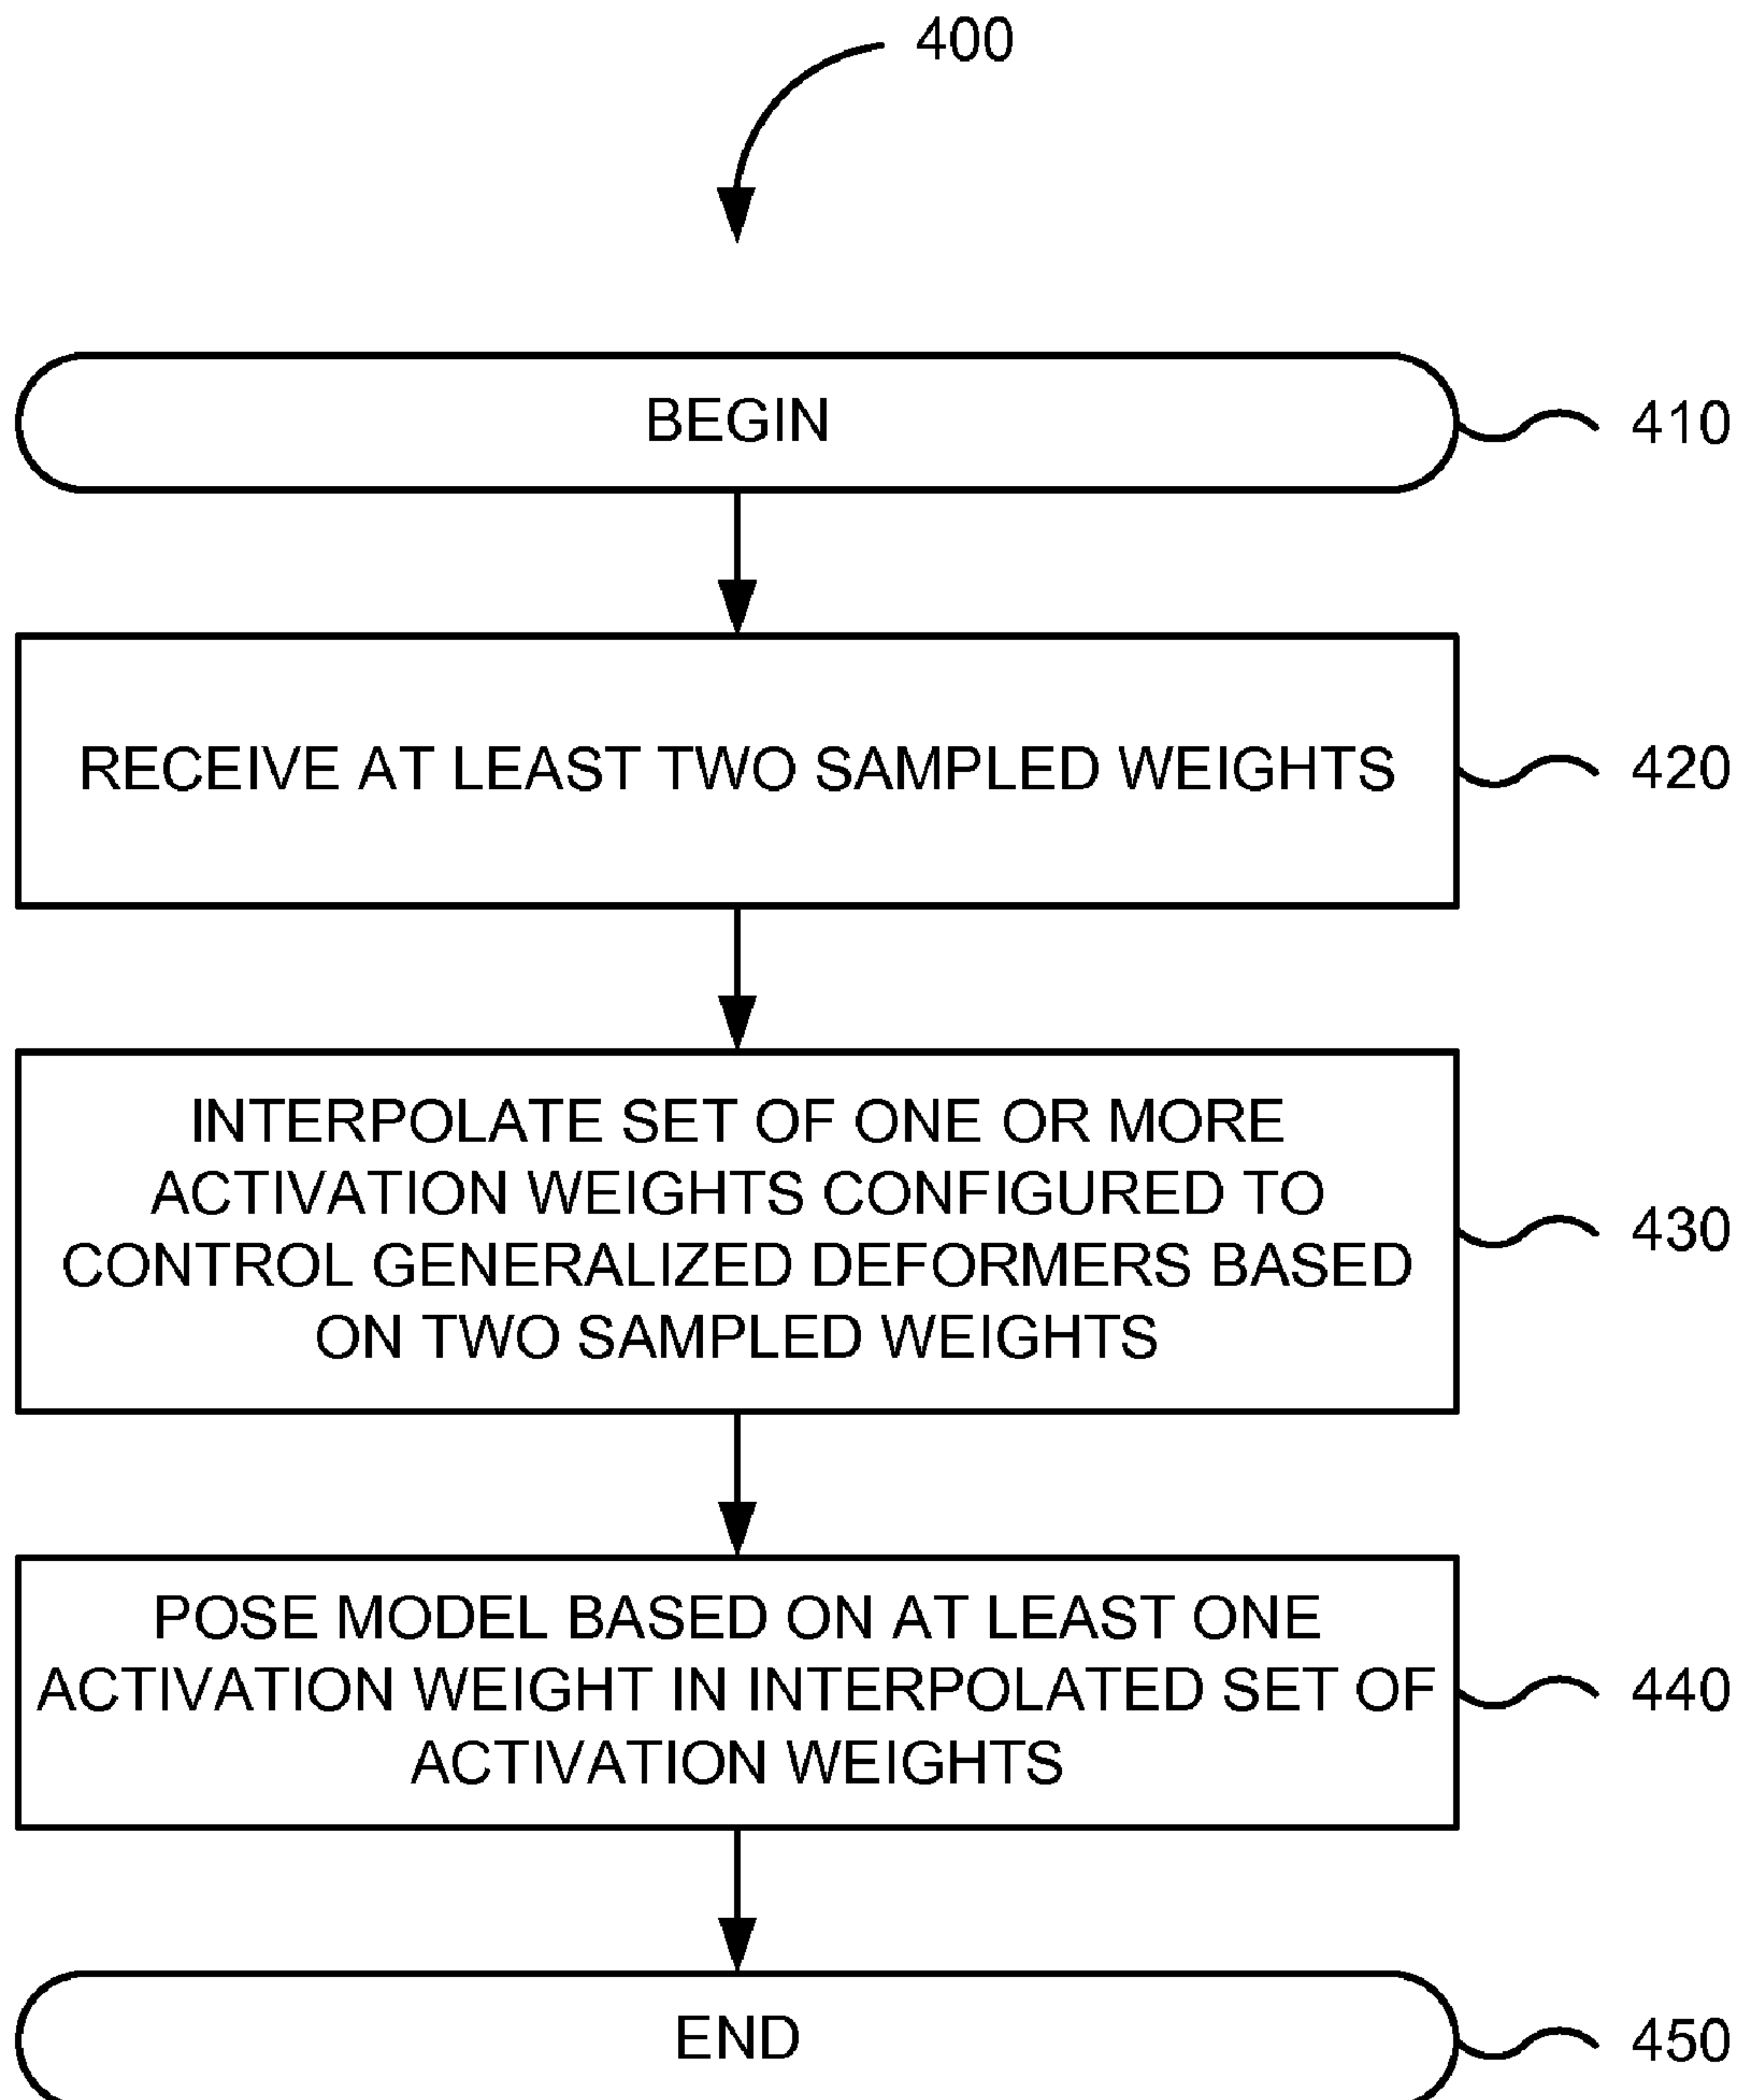 400
BEGIN
410
RECEIVE AT LEAST TWO SAMPLED WEIGHTS
420
INTERPOLATE SET OF ONE OR MORE
ACTIVATION WEIGHTS CONFIGURED TO
CONTROL GENERALIZED DEFORMERS BASED
ON TWO SAMPLED WEIGHTS
430
POSE MODEL BASED ON AT LEAST ONE
ACTIVATION WEIGHT IN INTERPOLATED SET OF
ACTIVATION WEIGHTS
440
END
450